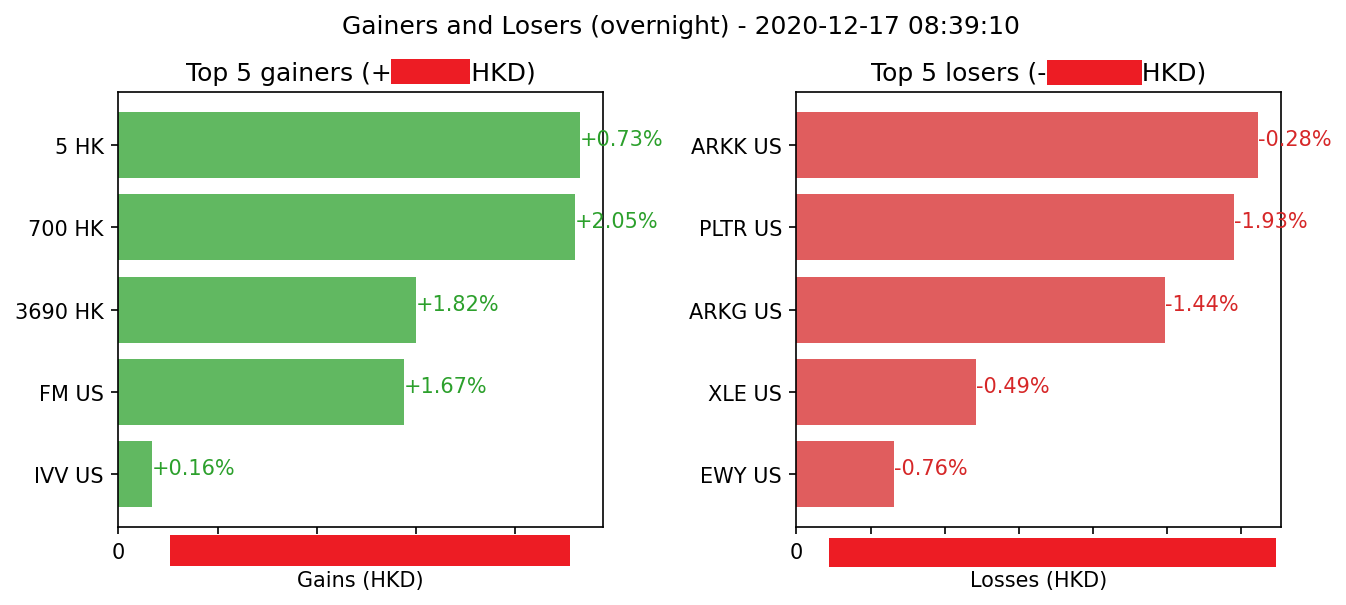 Gainers and Losers (overnight) - 2020-12-17 08:39:10
Top 5 gainers (+ HKD)
5 HK +0.73%
700 HK +2.05%
3690 HK +1.82%
FM US +1.67%
IVV US +0.16%
0
Gains (HKD)
Top 5 losers (- HKD)
ARKK US -0.28%
PLTR US -1.93%
ARKG US -1.44%
XLE US -0.49%
EWY US -0.76%
0
Losses (HKD)